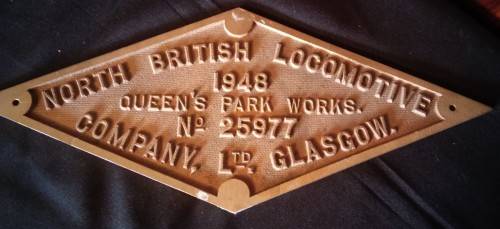 NORTH BRITISH LOCOMOTIVE
1948
QUEEN'S PARK WORKS.
Nº 25977
COMPANY, LTD. GLASGOW.